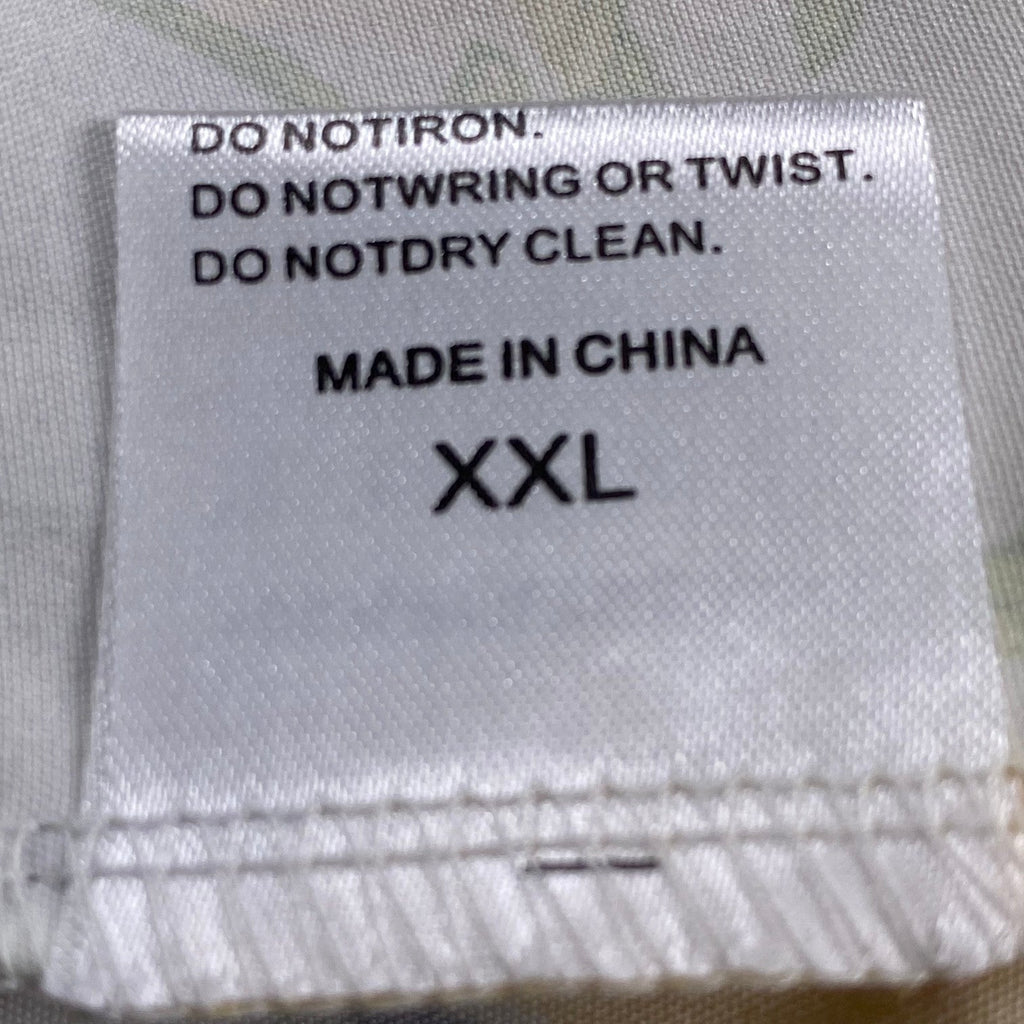 DO NOTIRON.
DO NOTWRING OR TWIST.
DO NOTDRY CLEAN.
MADE IN CHINA
XXL